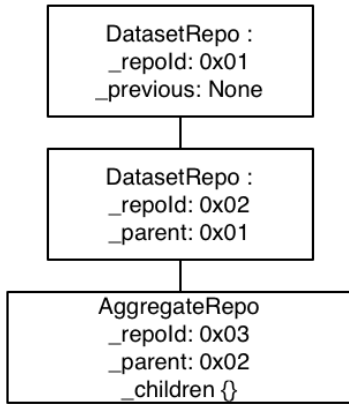 DatasetRepo :
_repoId: 0x01
_previous: None
DatasetRepo :
_repoId: 0x02
_parent: 0x01
AggregateRepo
_repoId: 0x03
_parent: 0x02
_children {}